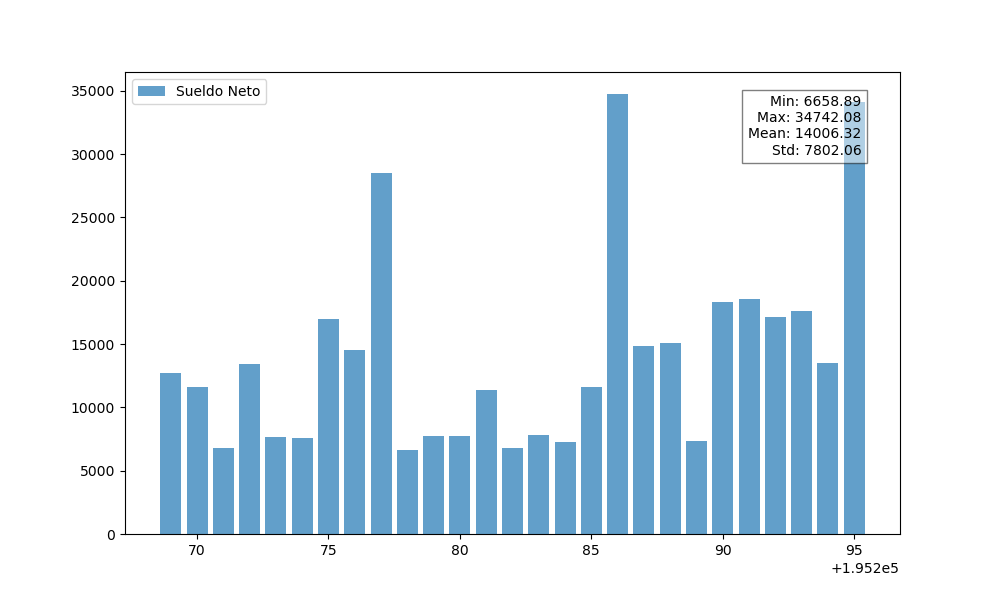 Sueldo Neto
Min: 6658.89
Max: 34742.08
Mean: 14006.32
Std: 7802.06
35000
30000
25000
20000
15000
10000
5000
0
70 75 80 85 90 95
+1.952e5